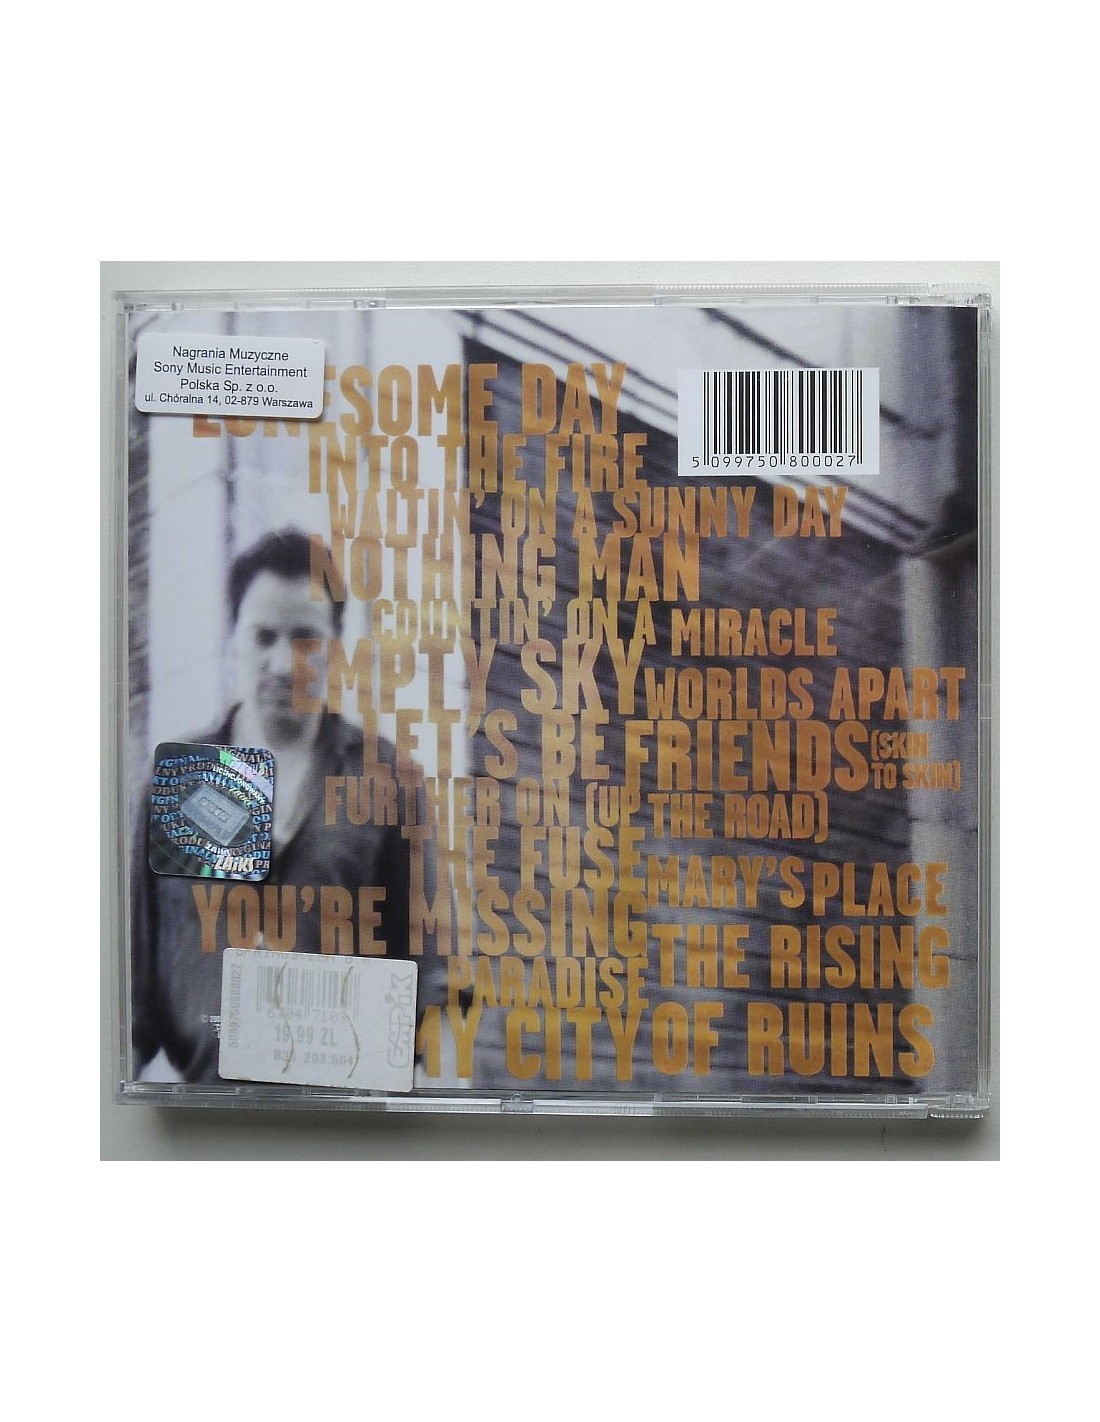 Nagrania Muzyczne
Sony Music Entertainment
Polska Sp. z o.o.
ul. Chóralna 14, 02-879 Warszawa
LONESOME DAY
INTO THE FIRE
WAITIN' ON A SUNNY DAY
NOTHING MAN
COUNTIN' ON A MIRACLE
EMPTY SKY
WORLDS APART
LET'S BE FRIENDS (SKIN
TO SKIN)
FURTHER ON (UP THE ROAD)
THE FUSE
MARY'S PLACE
YOU'RE MISSING
THE RISING
PARADISE
MY CITY OF RUINS
5 099750 800027
ZAiKS
5099750800027
19.99 ZL
EMPiK